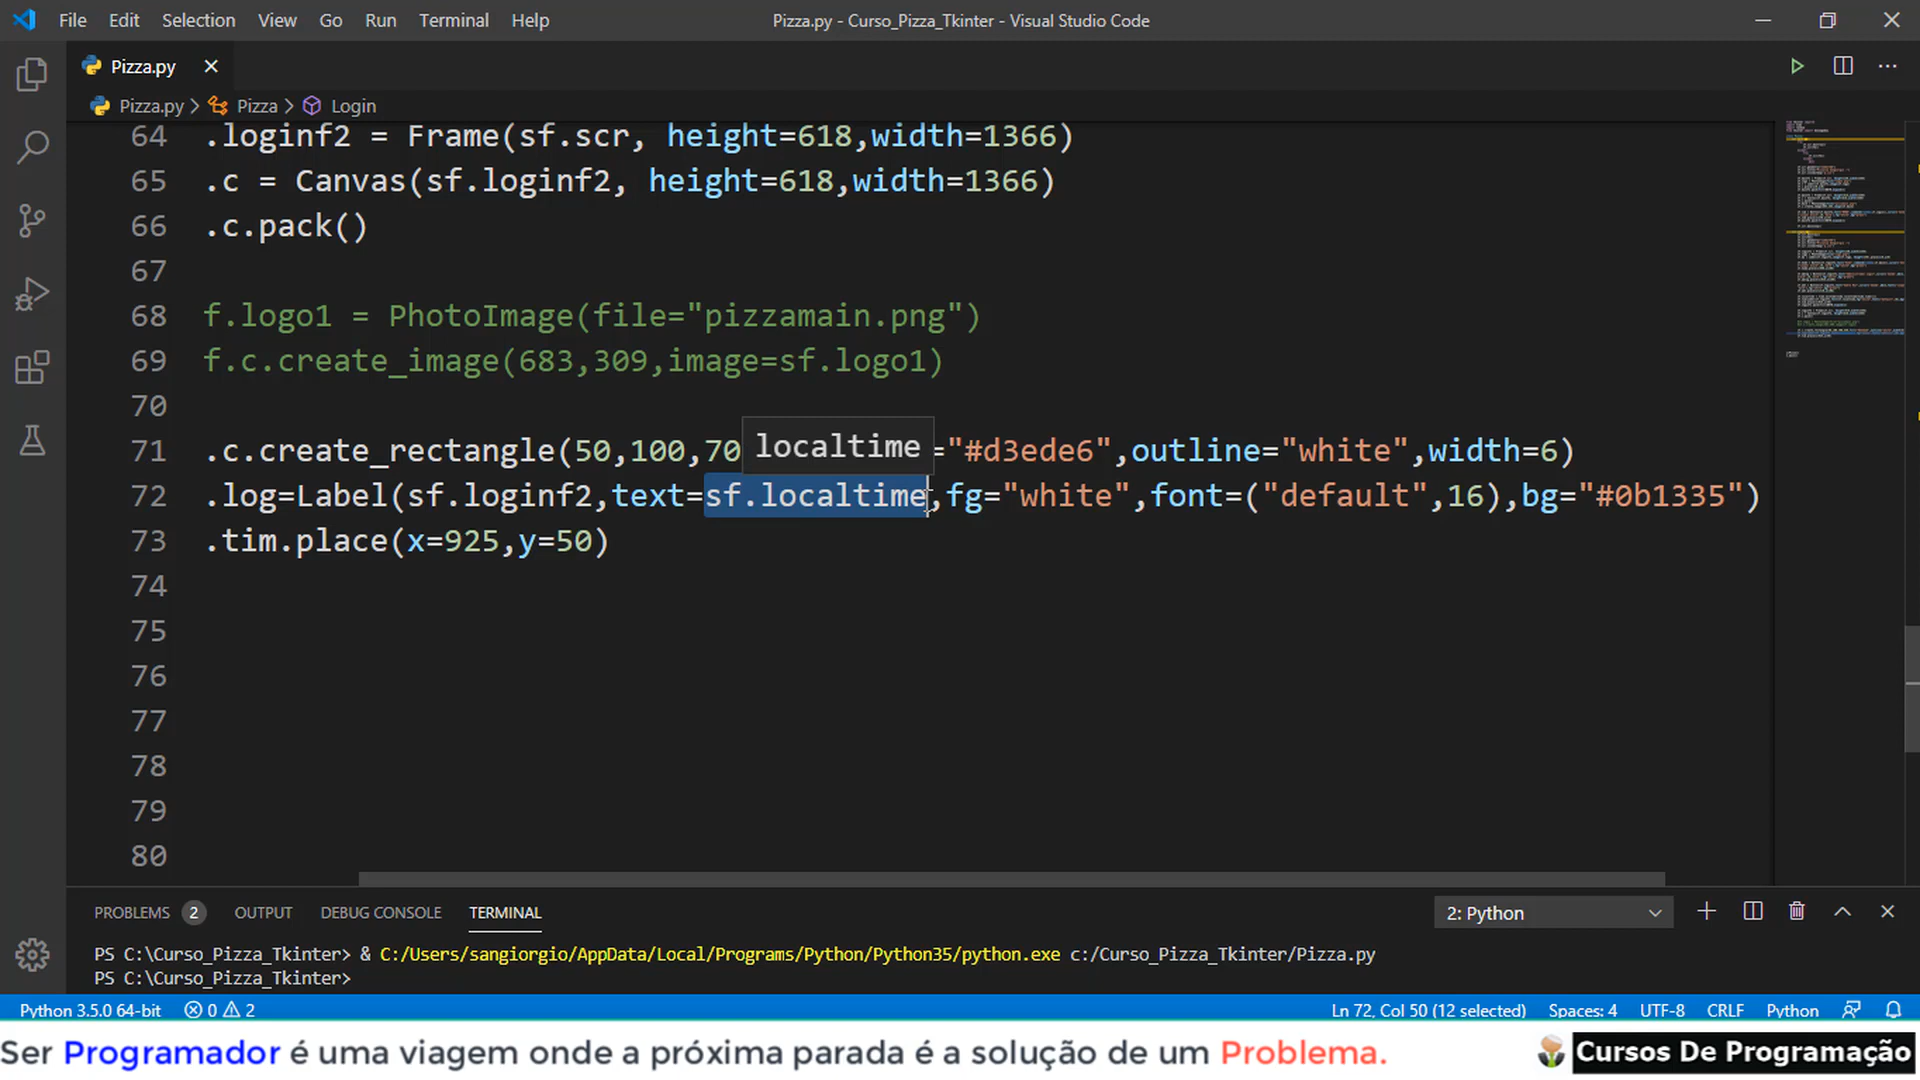 File Edit Selection View Go Run Terminal Help Pizza.py - Curso_Pizza_Tkinter - Visual Studio Code
Pizza.py
Pizza.py > Pizza > Login
64 .loginf2 = Frame(sf.scr, height=618,width=1366)
65 .c = Canvas(sf.loginf2, height=618,width=1366)
66 .c.pack()
67
68 f.logo1 = PhotoImage(file="pizzamain.png")
69 f.c.create_image(683,309,image=sf.logo1)
70
localtime
71 .c.create_rectangle(50,100,70 ="#d3ede6",outline="white",width=6)
72 .log=Label(sf.loginf2,text=sf.localtime,fg="white",font=("default",16),bg="#0b1335")
73 .tim.place(x=925,y=50)
74
75
76
77
78
79
80
PROBLEMS 2 OUTPUT DEBUG CONSOLE TERMINAL 2: Python
PS C:\Curso_Pizza_Tkinter> & C:/Users/sangiorgio/AppData/Local/Programs/Python/Python35/python.exe c:/Curso_Pizza_Tkinter/Pizza.py
PS C:\Curso_Pizza_Tkinter>
Python 3.5.0 64-bit 0 2 Ln 72, Col 50 (12 selected) Spaces: 4 UTF-8 CRLF Python
Ser Programador é uma viagem onde a próxima parada é a solução de um Problema. Cursos De Programação